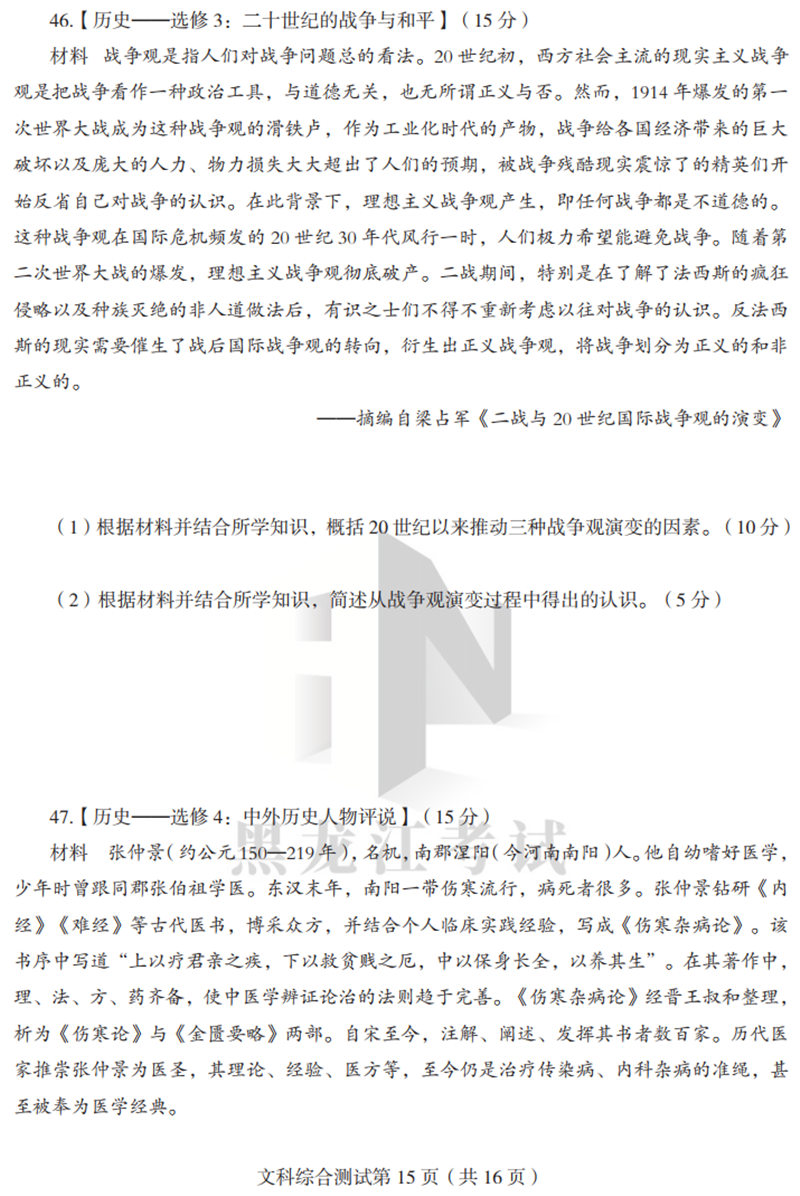 46.【历史——选修 3：二十世纪的战争与和平】（15 分）
材料 战争观是指人们对战争问题总的看法。20 世纪初，西方社会主流的现实主义战争
观是把战争看作一种政治工具，与道德无关，也无所谓正义与否。然而，1914 年爆发的第一
次世界大战成为这种战争观的滑铁卢，作为工业化时代的产物，战争给各国经济带来的巨大
破坏以及庞大的人力、物力损失大大超出了人们的预期，被战争残酷现实震惊了的精英们开
始反省自己对战争的认识。在此背景下，理想主义战争观产生，即任何战争都是不道德的。
这种战争观在国际危机频发的 20 世纪 30 年代风行一时，人们极力希望能避免战争。随着第
二次世界大战的爆发，理想主义战争观彻底破产。二战期间，特别是在了解了法西斯的疯狂
侵略以及种族灭绝的非人道做法后，有识之士们不得不重新考虑以往对战争的认识。反法西
斯的现实需要催生了战后国际战争观的转向，衍生出正义战争观，将战争划分为正义的和非
正义的。
——摘编自梁占军《二战与 20 世纪国际战争观的演变》
（1）根据材料并结合所学知识，概括 20 世纪以来推动三种战争观演变的因素。（10 分）
（2）根据材料并结合所学知识，简述从战争观演变过程中得出的认识。（5 分）
HN
黑龙江考试
47.【历史——选修 4：中外历史人物评说】（15 分）
材料 张仲景（约公元150—219 年），名机，南郡涅阳（今河南南阳）人。他自幼嗜好医学，
少年时曾跟同郡张伯祖学医。东汉末年，南阳一带伤寒流行，病死者很多。张仲景钻研《内
经》《难经》等古代医书，博采众方，并结合个人临床实践经验，写成《伤寒杂病论》。该
书序中写道“上以疗君亲之疾，下以救贫贱之厄，中以保身长全，以养其生”。在其著作中，
理、法、方、药齐备，使中医学辨证论治的法则趋于完善。《伤寒杂病论》经晋王叔和整理，
析为《伤寒论》与《金匮要略》两部。自宋至今，注解、阐述、发挥其书者数百家。历代医
家推崇张仲景为医圣，其理论、经验、医方等，至今仍是治疗传染病、内科杂病的准绳，甚
至被奉为医学经典。
文科综合测试第 15 页（共 16 页）